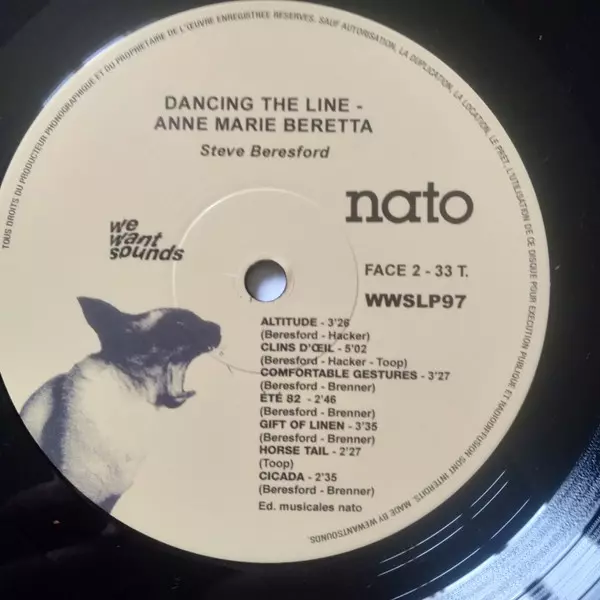 TOUS DROITS DU PRODUCTEUR PHONOGRAPHIQUE ET DU PROPRIETAIRE DE L'ŒUVRE ENREGISTREE RESERVES. SAUF AUTORISATION, LA DUPLICATION, LA LOCATION, LE PRET, L'UTILISATION DE CE DISQUE POUR EXECUTION PUBLIQUE ET RADIODIFFUSION SONT INTERDITS. MADE BY WEWANTSOUNDS.
DANCING THE LINE -
ANNE MARIE BERETTA
Steve Beresford
nato
we
want
sounds
FACE 2 - 33 T.
WWSLP97
ALTITUDE - 3'26
(Beresford - Hacker)
CLINS D'ŒIL - 5'02
(Beresford - Hacker - Toop)
COMFORTABLE GESTURES - 3'27
(Beresford - Brenner)
ÉTÉ 82 - 2'46
(Beresford - Brenner)
GIFT OF LINEN - 3'35
(Beresford - Brenner)
HORSE TAIL - 2'27
(Toop)
CICADA - 2'35
(Beresford - Brenner)
Ed. musicales nato